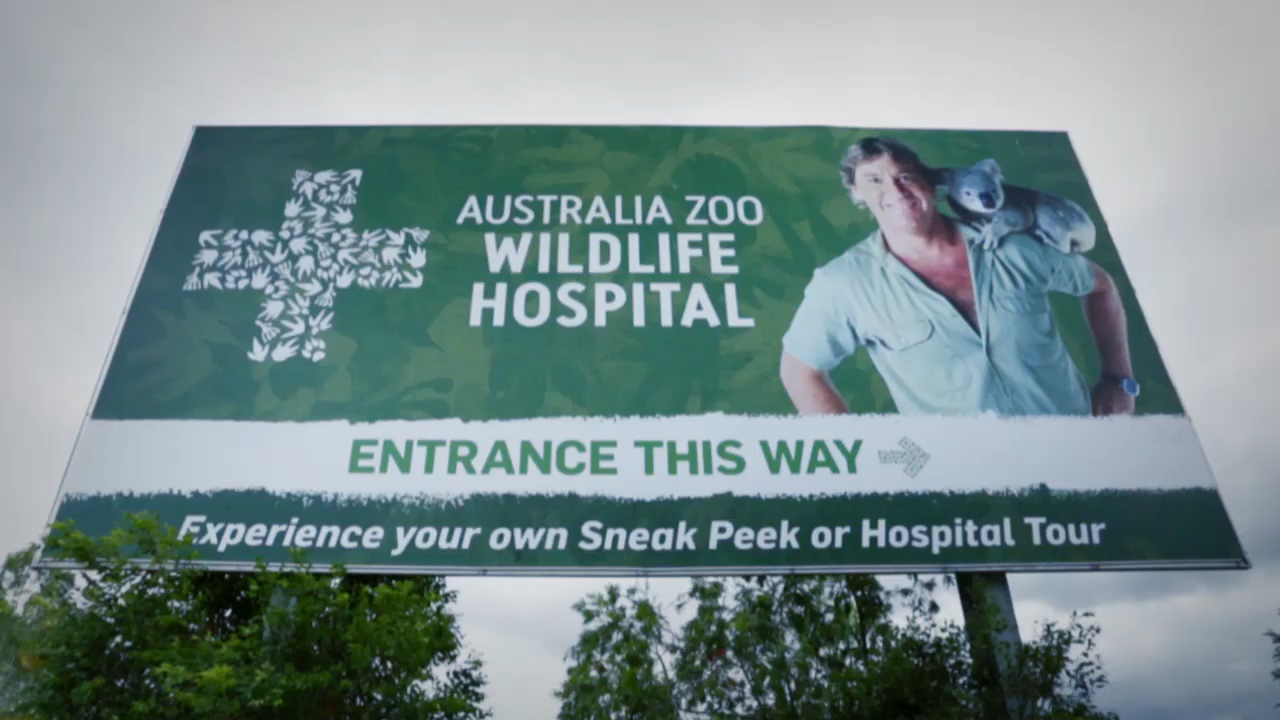 AUSTRALIA ZOO
WILDLIFE
HOSPITAL
ENTRANCE THIS WAY
Experience your own Sneak Peek or Hospital Tour